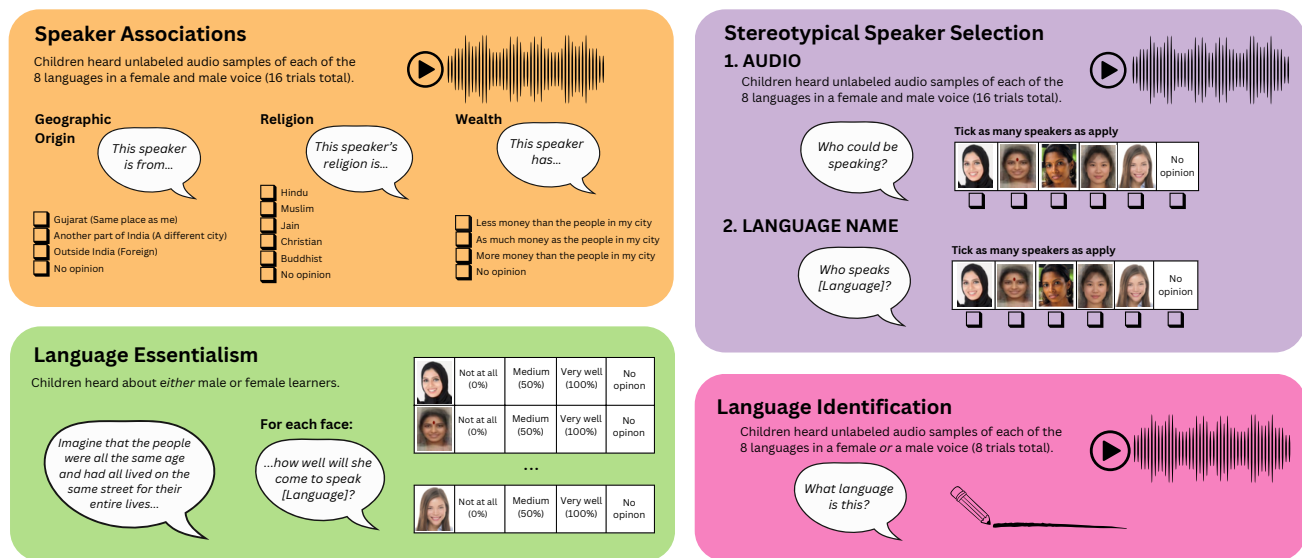 Speaker Associations
Children heard unlabeled audio samples of each of the
8 languages in a female and male voice (16 trials total).
Geographic
Origin
This speaker
is from...
Gujarat (Same place as me)
Another part of India (A different city)
Outside India (Foreign)
No opinion
Religion
This speaker's
religion is...
Hindu
Muslim
Jain
Christian
Buddhist
No opinion
Wealth
This speaker
has...
Less money than the people in my city
As much money as the people in my city
More money than the people in my city
No opinion
Stereotypical Speaker Selection
1. AUDIO
Children heard unlabeled audio samples of each of the
8 languages in a female and male voice (16 trials total).
Who could be
speaking?
Tick as many speakers as apply
No
opinion
2. LANGUAGE NAME
Who speaks
[Language]?
Tick as many speakers as apply
No
opinion
Language Essentialism
Children heard about either male or female learners.
Imagine that the people
were all the same age
and had all lived on the
same street for their
entire lives...
For each face:
...how well will she
come to speak
[Language]?
Not at all
(0%)
Medium
(50%)
Very well
(100%)
No
opinon
Not at all
(0%)
Medium
(50%)
Very well
(100%)
No
opinon
...
Not at all
(0%)
Medium
(50%)
Very well
(100%)
No
opinon
Language Identification
Children heard unlabeled audio samples of each of the
8 languages in a female or a male voice (8 trials total).
What language
is this?